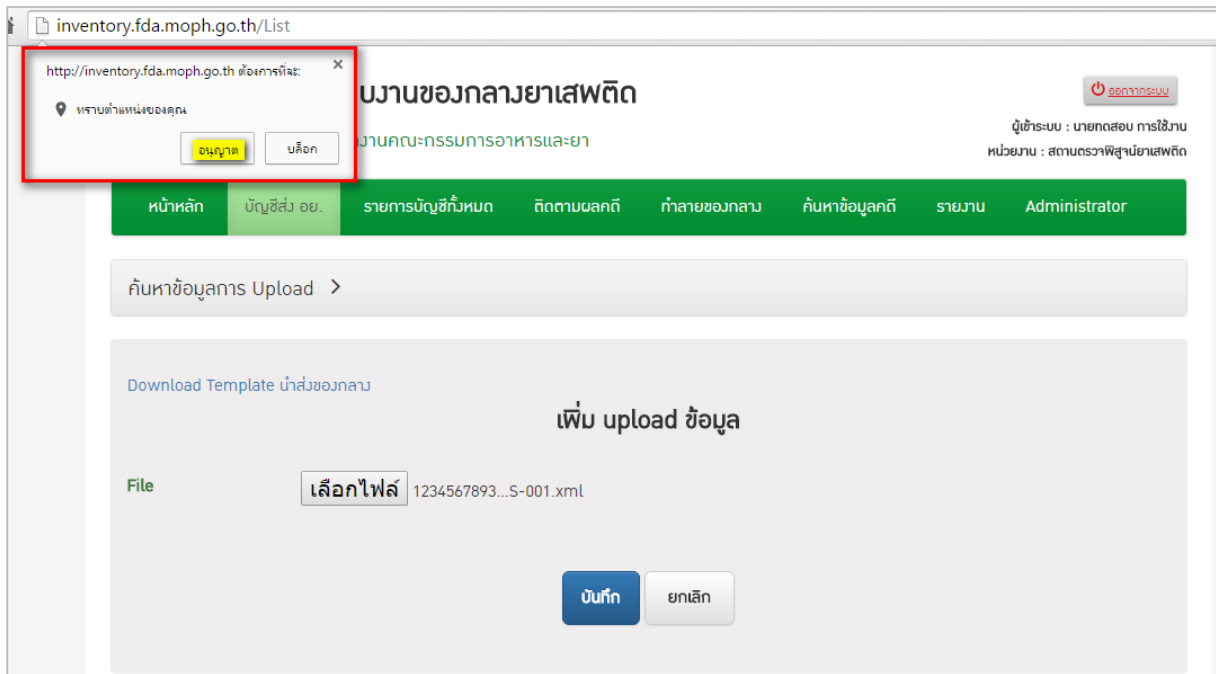 inventory.fda.moph.go.th/List
http://inventory.fda.moph.go.th ต้องการที่จะ:
ทราบตำแหน่งของคุณ
อนุญาต บล็อก
งานของกลางยาเสพติด
งานคณะกรรมการอาหารและยา
ออกจากระบบ
ผู้เข้าระบบ : นายทดสอบ การใช้งาน
หน่วยงาน : สถานตรวจพิสูจน์ยาเสพติด
หน้าหลัก บัญชีส่ง อย. รายการบัญชีทั้งหมด ติดตามผลคดี ทำลายของกลาง ค้นหาข้อมูลคดี รายงาน Administrator
ค้นหาข้อมูลการ Upload >
Download Template นำส่งของกลาง
เพิ่ม upload ข้อมูล
File เลือกไฟล์ 1234567893...S-001.xml
บันทึก ยกเลิก